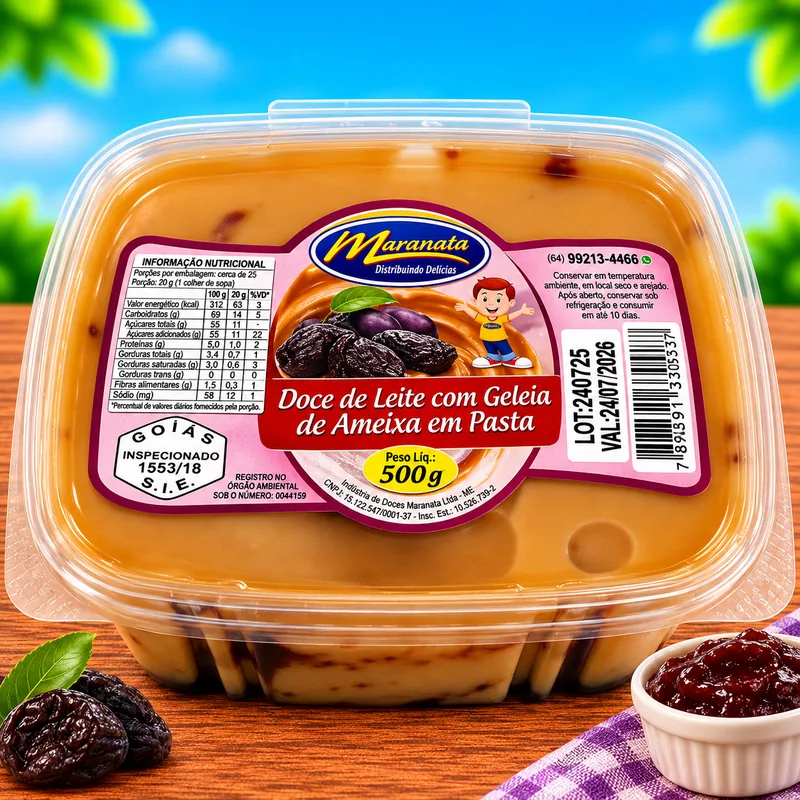 Maranata
Distribuindo Delícias
INFORMAÇÃO NUTRICIONAL
Porções por embalagem: cerca de 25
Porção: 20 g (1 colher de sopa)
100 g 20 g %VD*
Valor energético (kcal) 312 63 3
Carboidratos (g) 69 14 5
Açúcares totais (g) 55 11 -
Açúcares adicionados (g) 55 11 22
Proteínas (g) 5,0 1,0 2
Gorduras totais (g) 3,4 0,7 1
Gorduras saturadas (g) 3,0 0,6 3
Gorduras trans (g) 0 0 0
Fibras alimentares (g) 1,5 0,3 1
Sódio (mg) 58 12 1
*Percentual de valores diários fornecidos pela porção.
GOIÁS
INSPECIONADO
1553/18
S.I.E.
REGISTRO NO
ÓRGÃO AMBIENTAL
SOB O NÚMERO: 0044159
Doce de Leite com Geleia
de Ameixa em Pasta
Peso Líq.:
500g
Indústria de Doces Maranata Ltda - ME
CNPJ: 15.122.547/0001-37 - Insc. Est.: 10.526.739-2
(64) 99213-4466
Conservar em temperatura
ambiente, em local seco e arejado.
Após aberto, conservar sob
refrigeração e consumir
em até 10 dias.
LOT:240725
VAL:24/07/2026
7 891391 330533 7